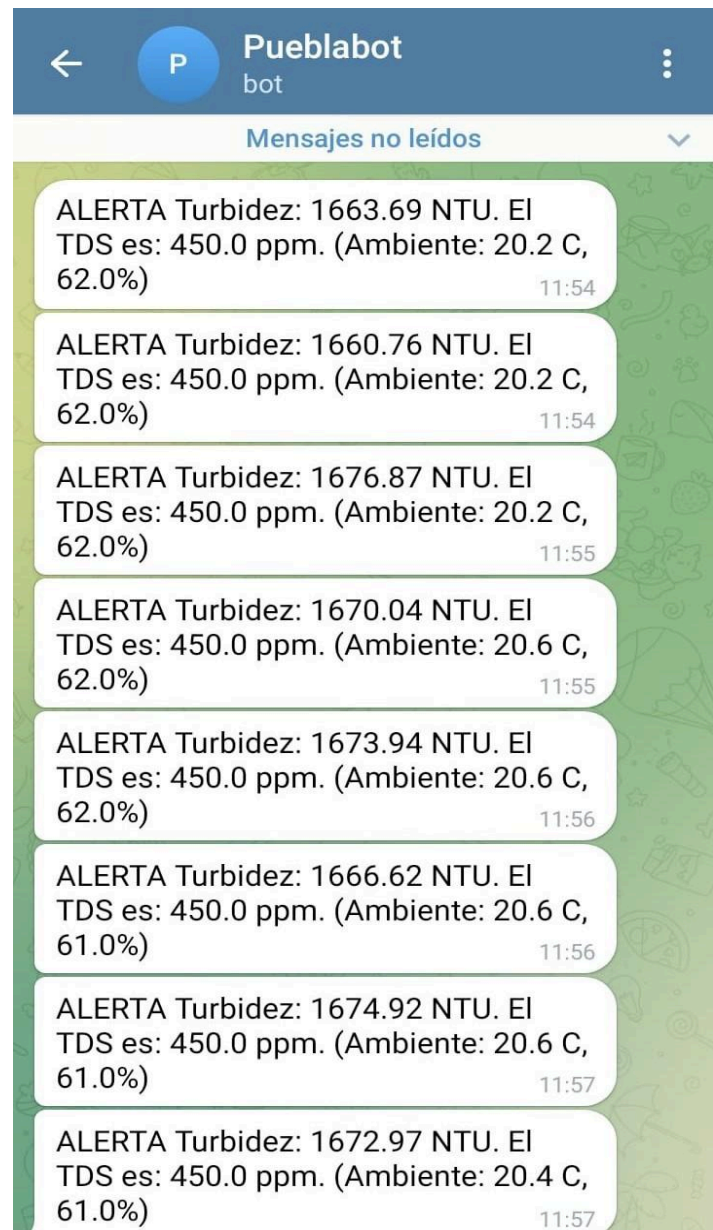 P
Pueblabot
bot
Mensajes no leídos
ALERTA Turbidez: 1663.69 NTU. El
TDS es: 450.0 ppm. (Ambiente: 20.2 C,
62.0%)
11:54
ALERTA Turbidez: 1660.76 NTU. El
TDS es: 450.0 ppm. (Ambiente: 20.2 C,
62.0%)
11:54
ALERTA Turbidez: 1676.87 NTU. El
TDS es: 450.0 ppm. (Ambiente: 20.2 C,
62.0%)
11:55
ALERTA Turbidez: 1670.04 NTU. El
TDS es: 450.0 ppm. (Ambiente: 20.6 C,
62.0%)
11:55
ALERTA Turbidez: 1673.94 NTU. El
TDS es: 450.0 ppm. (Ambiente: 20.6 C,
62.0%)
11:56
ALERTA Turbidez: 1666.62 NTU. El
TDS es: 450.0 ppm. (Ambiente: 20.6 C,
61.0%)
11:56
ALERTA Turbidez: 1674.92 NTU. El
TDS es: 450.0 ppm. (Ambiente: 20.6 C,
61.0%)
11:57
ALERTA Turbidez: 1672.97 NTU. El
TDS es: 450.0 ppm. (Ambiente: 20.4 C,
61.0%)
11:57